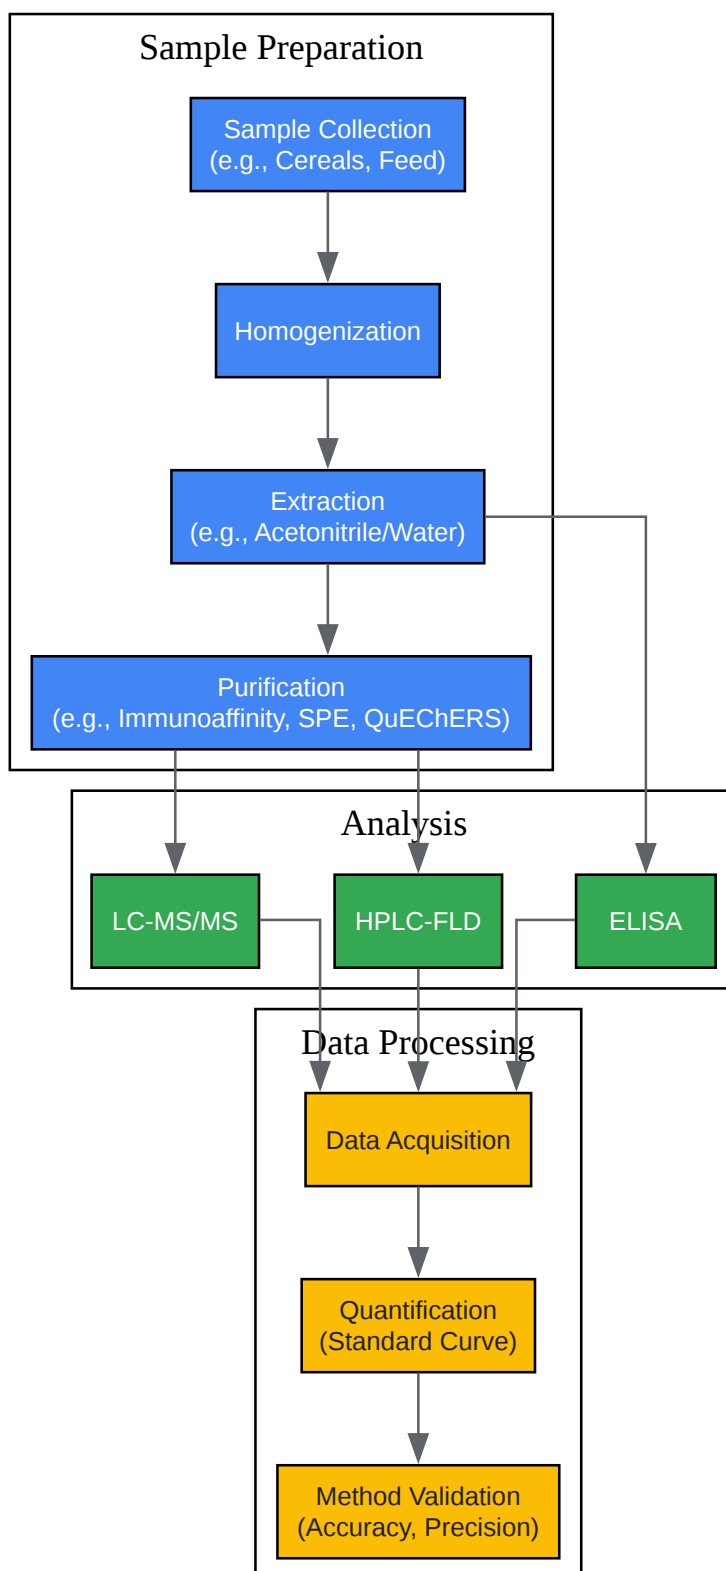 Sample Preparation
Sample Collection
(e.g., Cereals, Feed)
Homogenization
Extraction
(e.g., Acetonitrile/Water)
Purification
(e.g., Immunoaffinity, SPE, QuEChERS)
Analysis
LC-MS/MS
HPLC-FLD
ELISA
Data Processing
Data Acquisition
Quantification
(Standard Curve)
Method Validation
(Accuracy, Precision)